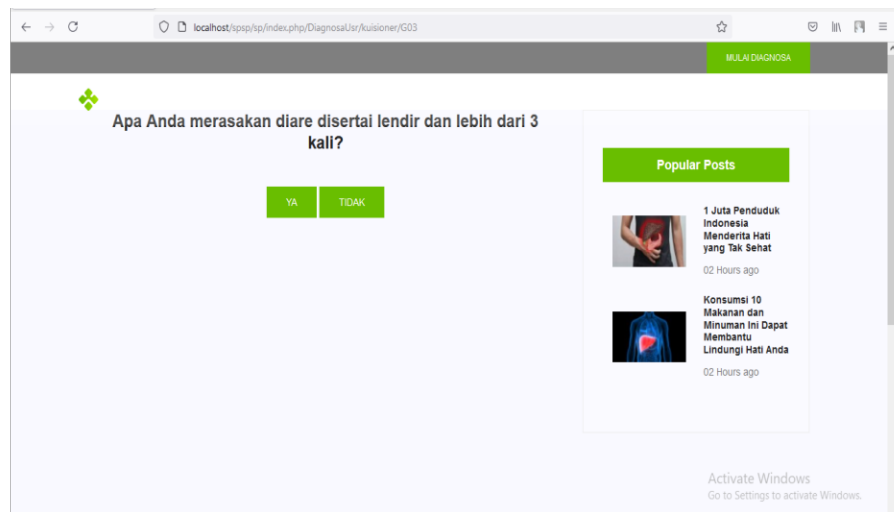 localhost/spsp/sp/index.php/DiagnosaUsr/kuisioner/G03
MULAI DIAGNOSA
Apa Anda merasakan diare disertai lendir dan lebih dari 3
kali?
YA
TIDAK
Popular Posts
1 Juta Penduduk
Indonesia
Menderita Hati
yang Tak Sehat
02 Hours ago
Konsumsi 10
Makanan dan
Minuman Ini Dapat
Membantu
Lindungi Hati Anda
02 Hours ago
Activate Windows
Go to Settings to activate Windows.